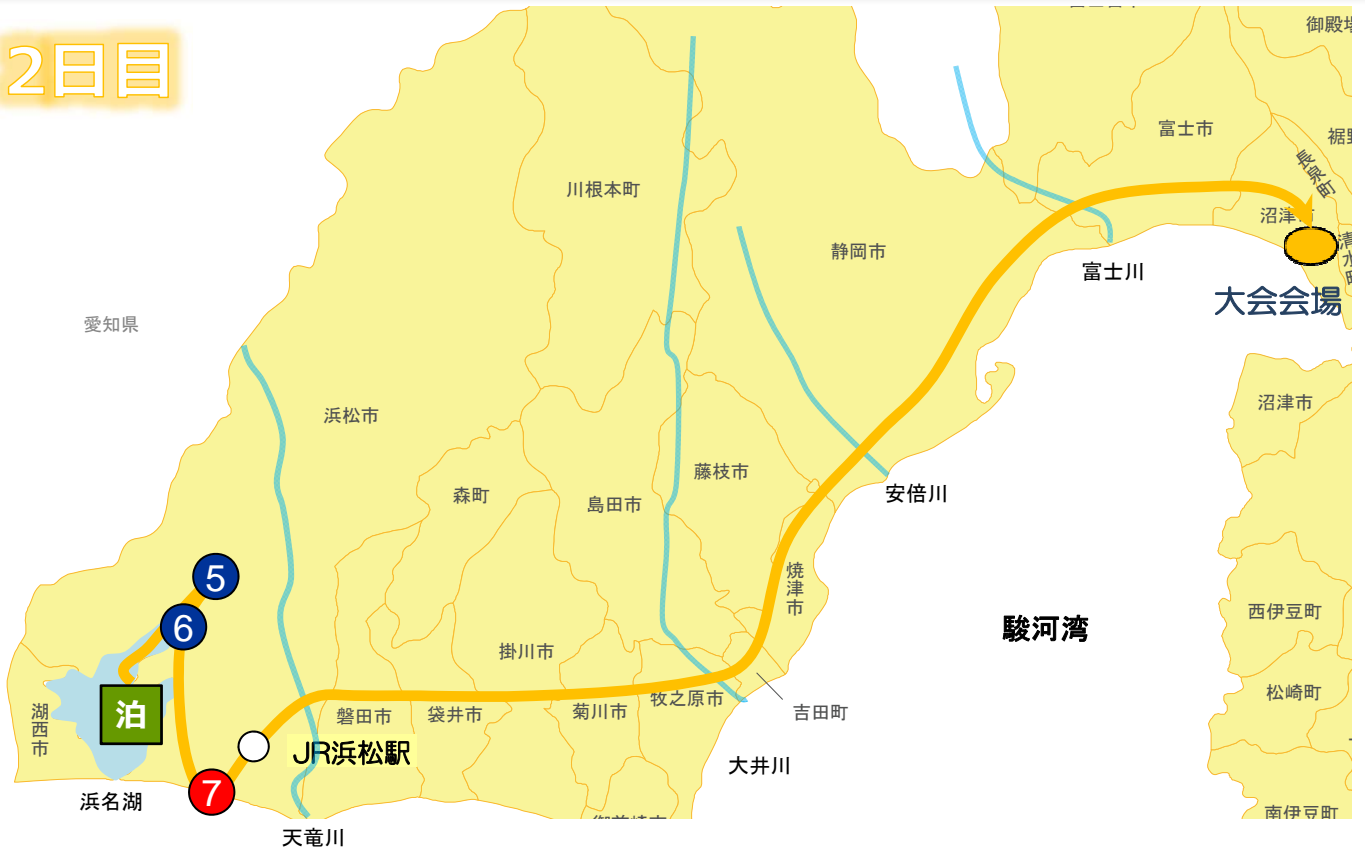 2日目
御殿場
富士市
裾野
長泉町
川根本町
沼津市
静岡市
清水町
富士川
大会会場
愛知県
浜松市
沼津市
藤枝市
森町
島田市
安倍川
5
焼津市
6
西伊豆町
駿河湾
掛川市
松崎町
牧之原市
泊
湖西市
磐田市
袋井市
菊川市
吉田町
JR浜松駅
大井川
7
浜名湖
天竜川
御前崎市
南伊豆町